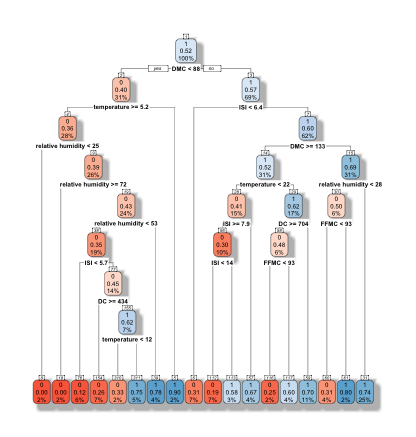 1
0.52
100%
yes DMC < 88 no
0
0.40
31%
1
0.57
69%
temperature >= 5.2
ISI < 6.4
0
0.36
28%
1
0.60
62%
relative humidity < 25
DMC >= 133
0
0.39
26%
1
0.52
31%
1
0.69
31%
relative humidity >= 72
temperature < 22
relative humidity < 28
0
0.43
24%
0
0.41
15%
1
0.62
17%
0
0.50
6%
relative humidity < 53
ISI >= 7.9
DC >= 704
FFMC < 93
0
0.35
19%
0
0.30
10%
0
0.48
6%
ISI < 5.7
ISI < 14
FFMC < 93
0
0.45
14%
DC >= 434
1
0.62
7%
temperature < 12
0 0 0 0 0 1 1 1 0 0 1 1 0 1 1 0 1 1
0.00 0.00 0.12 0.26 0.33 0.75 0.78 0.90 0.31 0.19 0.58 0.67 0.25 0.60 0.70 0.31 0.80 0.74
2% 2% 6% 7% 2% 5% 4% 2% 7% 7% 3% 4% 2% 4% 11% 4% 2% 25%